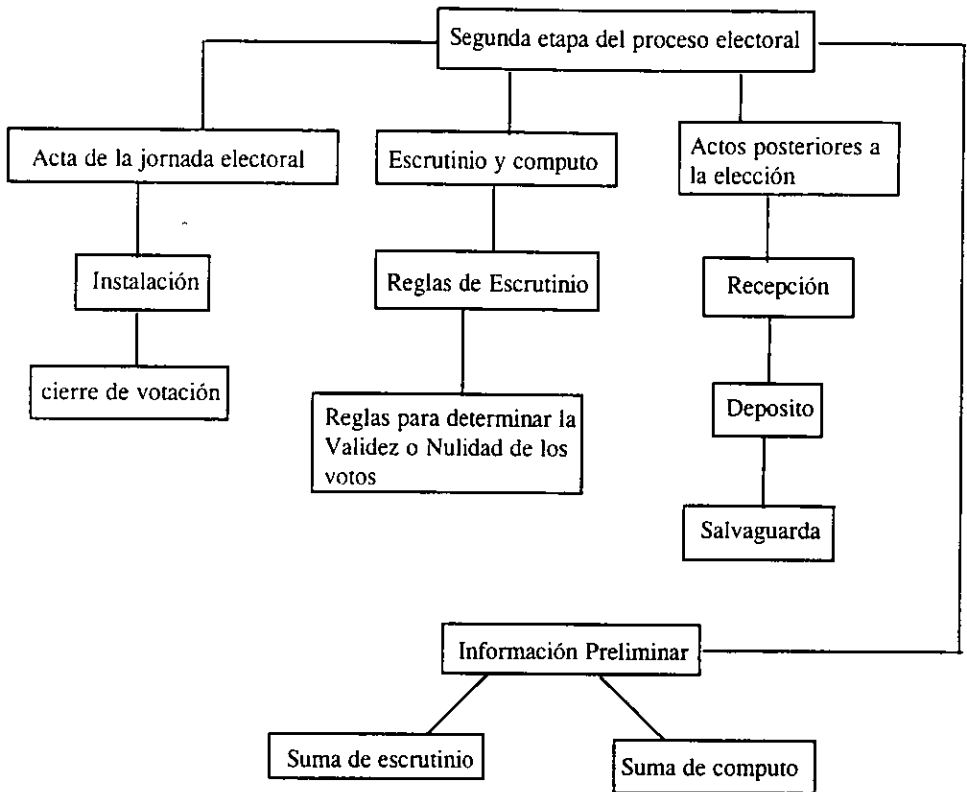 Segunda etapa del proceso electoral
Acta de la jornada electoral
Escrutinio y computo
Actos posteriores a
la elección
Instalación
Reglas de Escrutinio
Recepción
cierre de votación
Reglas para determinar la
Validez o Nulidad de los
votos
Deposito
Salvaguarda
Información Preliminar
Suma de escrutinio
Suma de computo